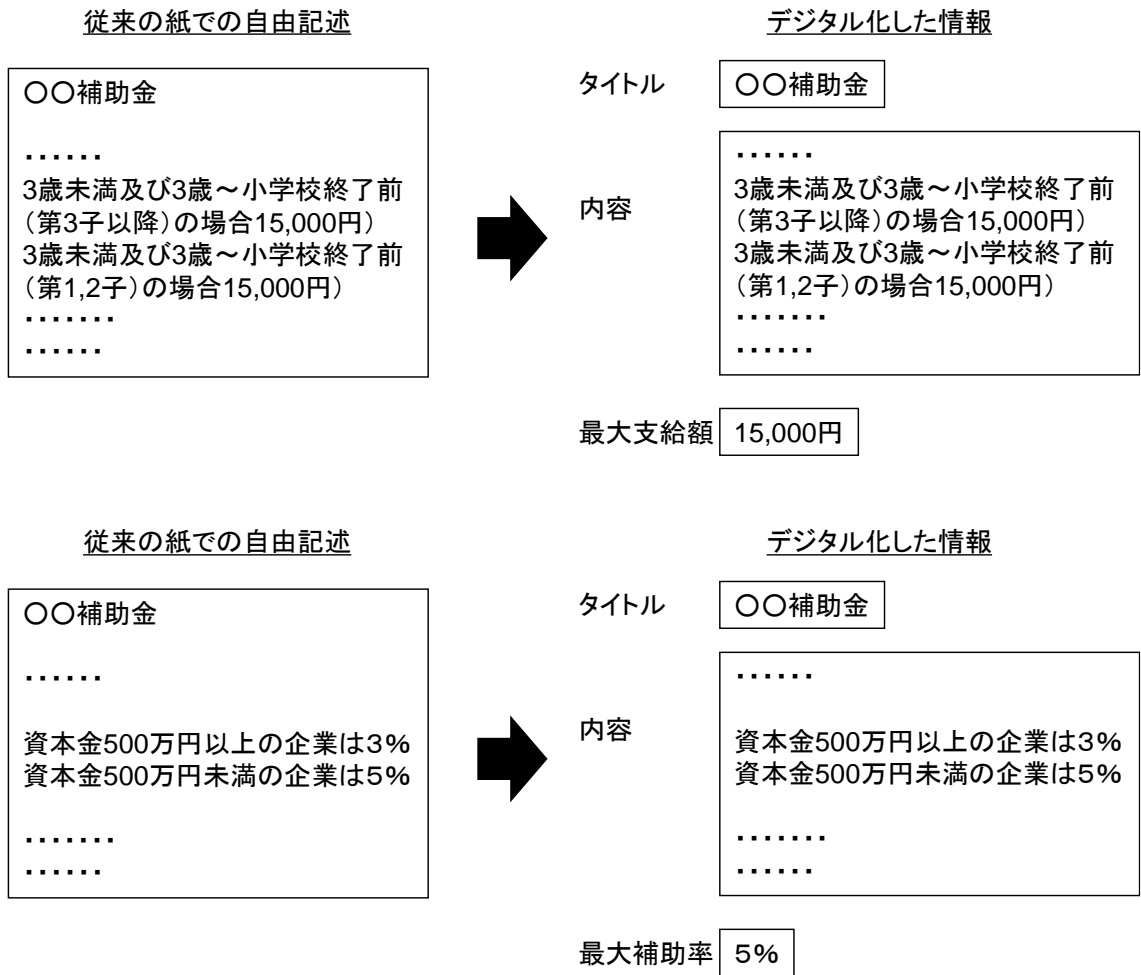 従来の紙での自由記述
デジタル化した情報
〇〇補助金
‥‥‥
3歳未満及び3歳～小学校終了前
（第3子以降）の場合15,000円）
3歳未満及び3歳～小学校終了前
（第1,2子）の場合15,000円）
・・・・・・・
‥‥‥
タイトル
〇〇補助金
内容
‥‥‥
3歳未満及び3歳～小学校終了前
（第3子以降）の場合15,000円）
3歳未満及び3歳～小学校終了前
（第1,2子）の場合15,000円）
・・・・・・・
‥‥‥
最大支給額
15,000円
従来の紙での自由記述
デジタル化した情報
〇〇補助金
‥‥‥
資本金500万円以上の企業は３％
資本金500万円未満の企業は５％
・・・・・・・
‥‥‥
タイトル
〇〇補助金
内容
‥‥‥
資本金500万円以上の企業は３％
資本金500万円未満の企業は５％
・・・・・・・
‥‥‥
最大補助率
５％